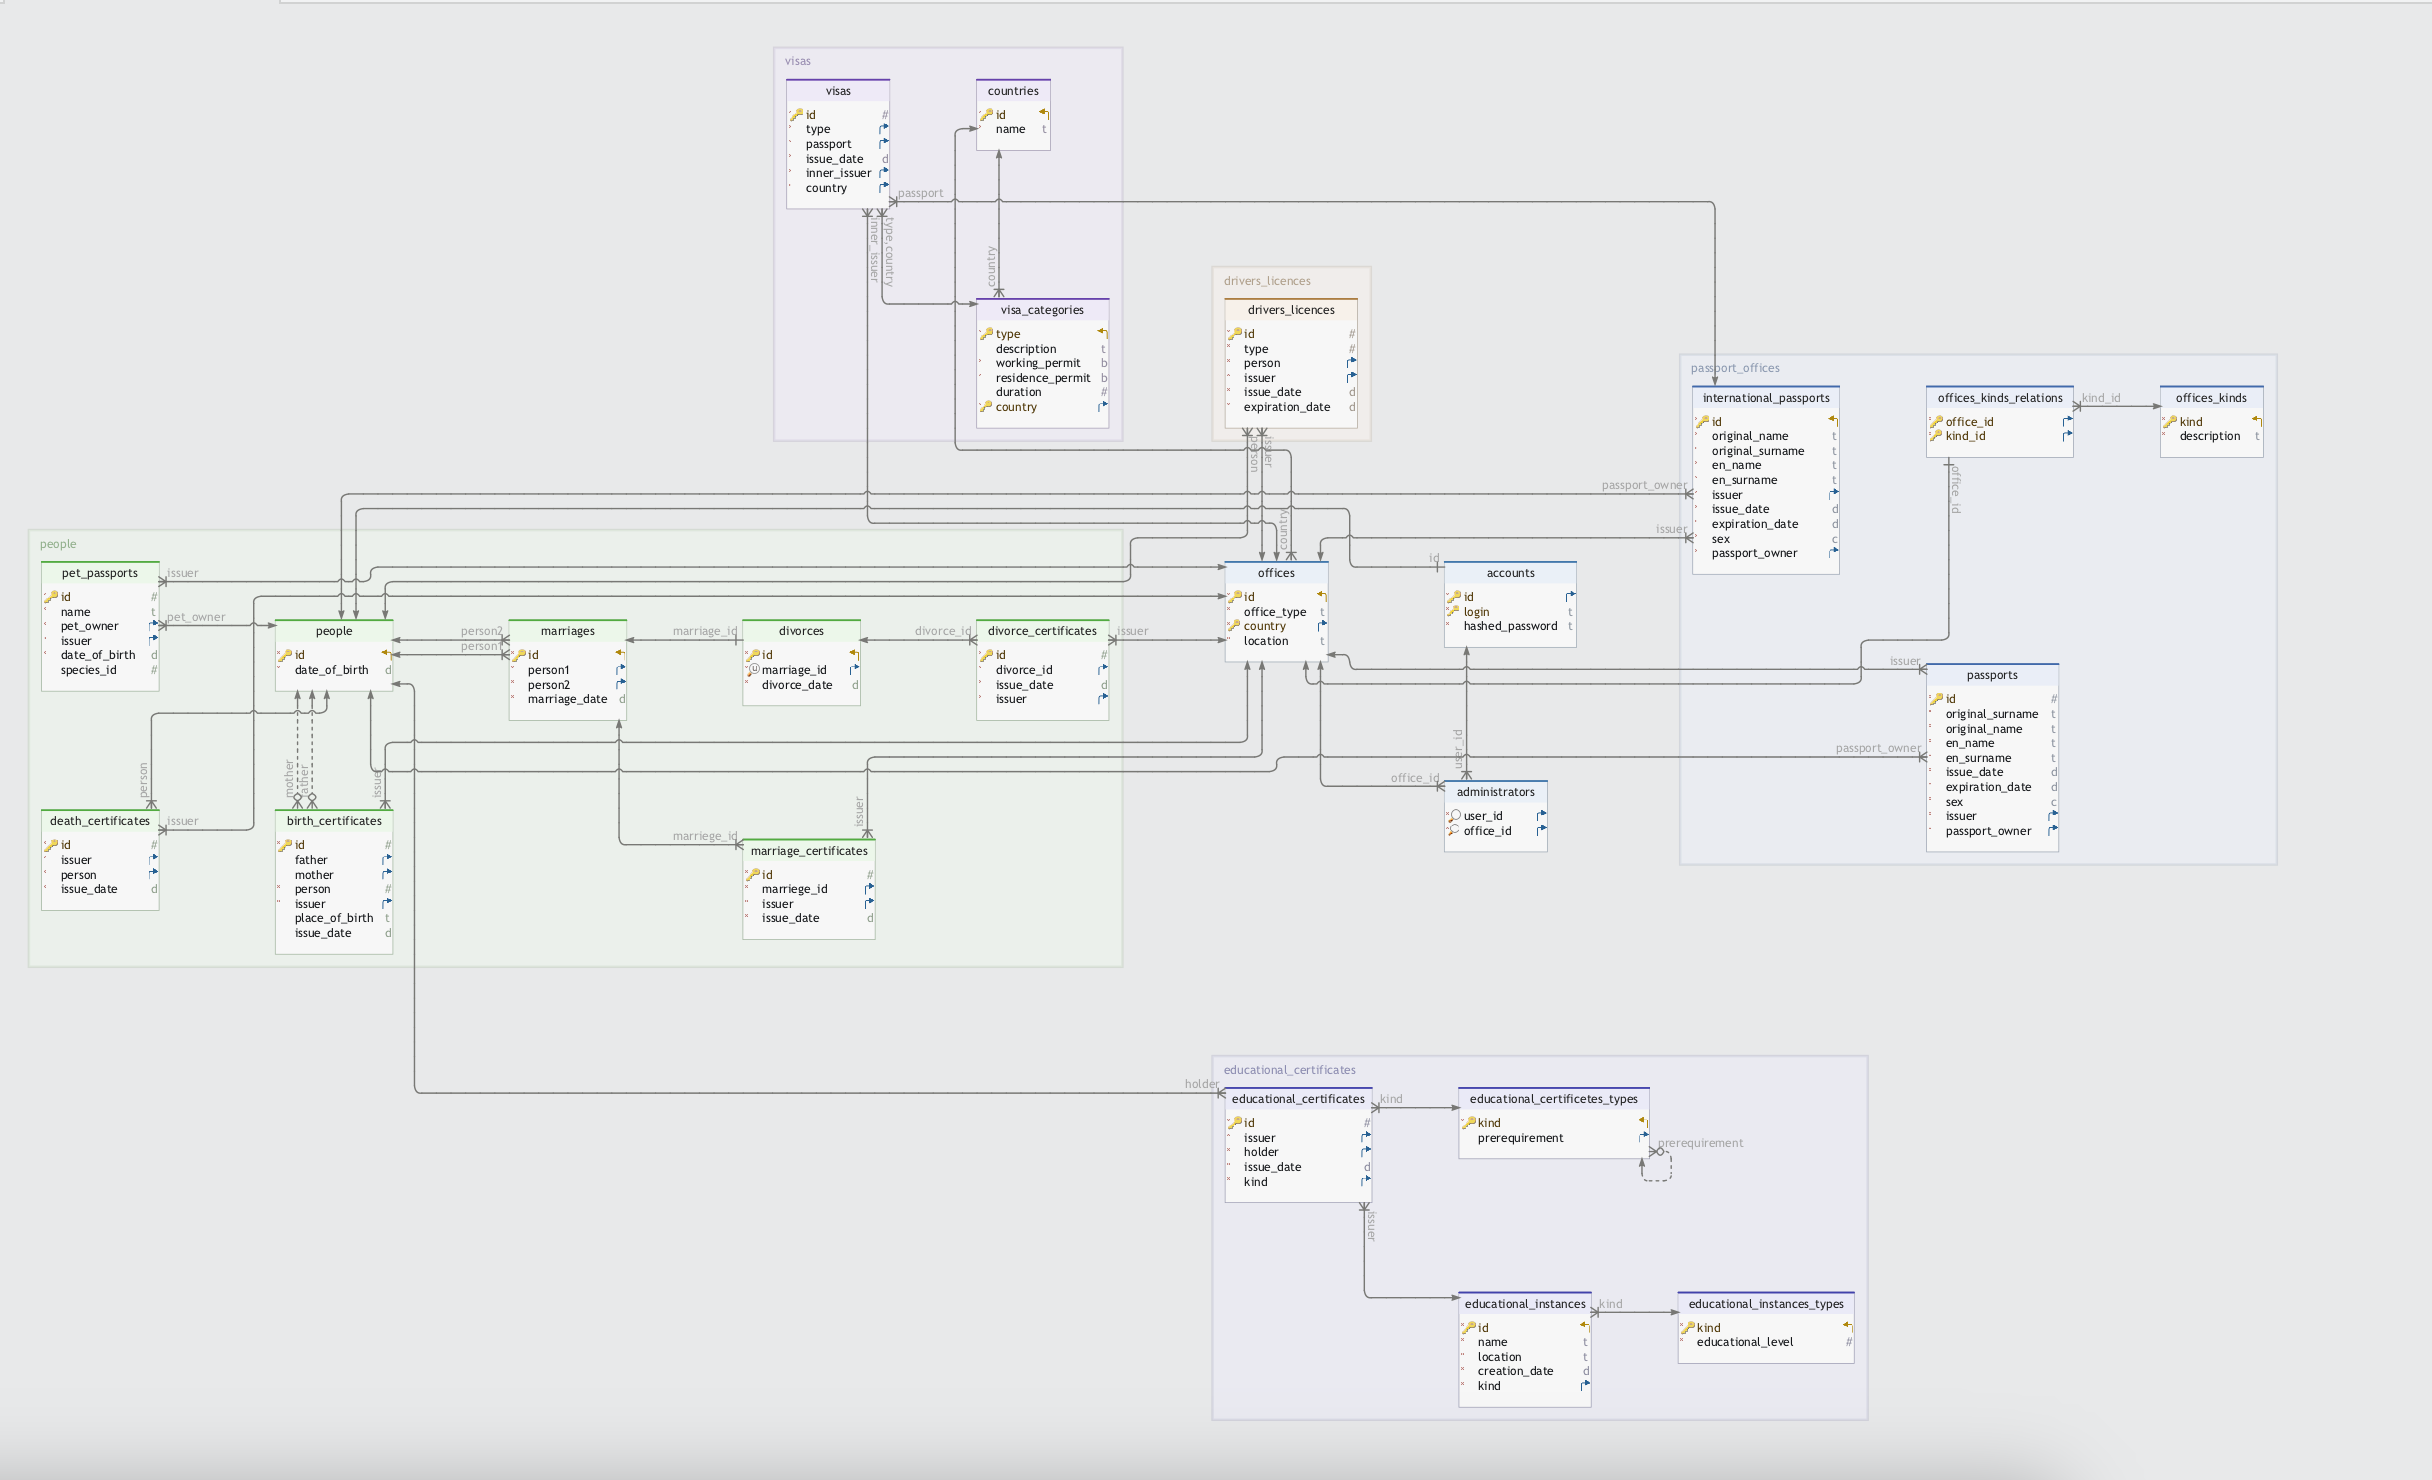 visas
visas
id #
type
passport
issue_date d
inner_issuer
country
countries
id
name t
passport
inner_issuer
type,country
country
visa_categories
type
description t
working_permit b
residence_permit b
duration #
country
drivers_licences
drivers_licences
id #
type #
person
issuer
issue_date d
expiration_date d
person
issuer
country
passport_offices
international_passports
id
original_name t
original_surname t
en_name t
en_surname t
issuer
issue_date d
expiration_date d
sex c
passport_owner
passport_owner
issuer
offices_kinds_relations
office_id
kind_id
kind_id
offices_kinds
kind
description t
office_id
people
pet_passports
id #
name t
pet_owner
issuer
date_of_birth d
species_id #
issuer
pet_owner
people
id
date_of_birth d
person2
person1
marriages
id
person1
person2
marriage_date d
marriage_id
divorces
id
marriage_id
divorce_date d
divorce_id
divorce_certificates
id #
divorce_id
issue_date d
issuer
issuer
offices
id
office_type t
country
location t
id
accounts
id
login t
hashed_password t
issuer
passports
id #
original_surname t
original_name t
en_name t
en_surname t
issue_date d
expiration_date d
sex c
issuer
passport_owner
passport_owner
user_id
office_id
administrators
user_id
office_id
person
mother
father
issuer
death_certificates
id #
issuer
person
issue_date d
issuer
birth_certificates
id #
father
mother
person #
issuer
place_of_birth t
issue_date d
issuer
marriege_id
marriage_certificates
id #
marriege_id
issuer
issue_date d
holder
educational_certificates
educational_certificates
id #
issuer
holder
issue_date d
kind
kind
educational_certificetes_types
kind
prerequirement
prerequirement
issuer
educational_instances
id
name t
location t
creation_date d
kind
kind
educational_instances_types
kind
educational_level #